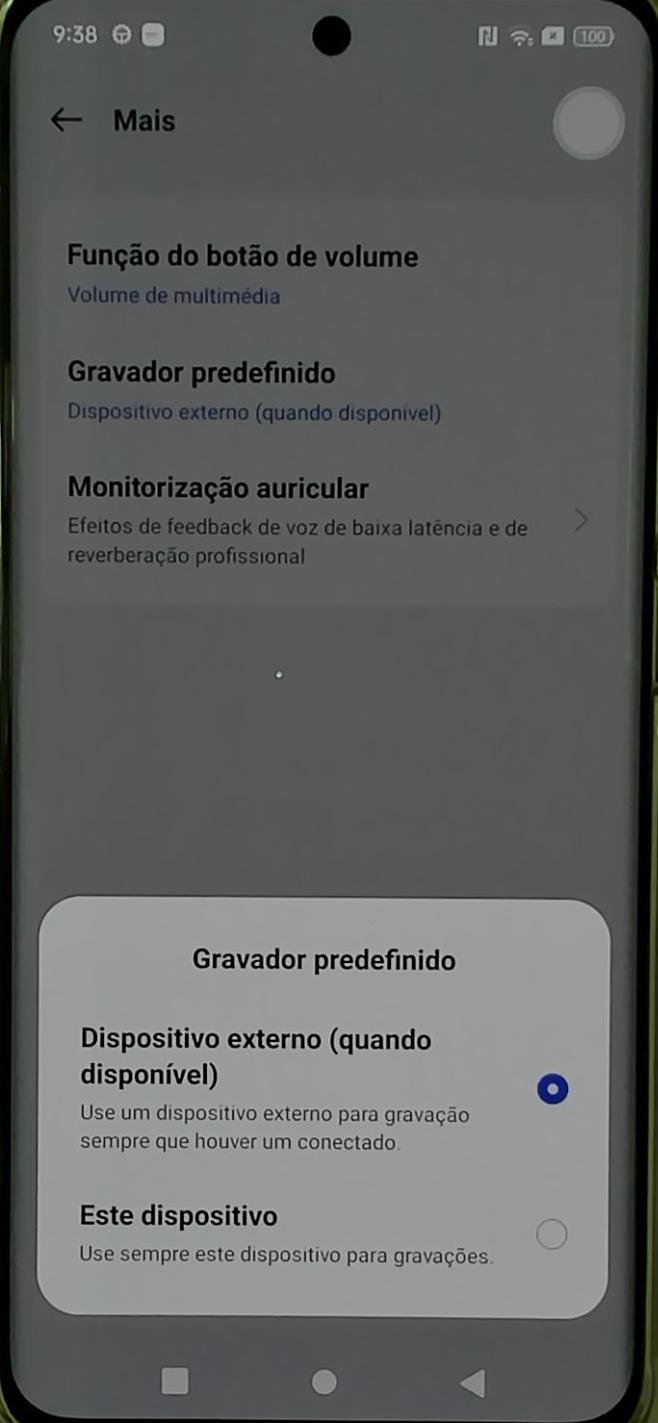 9:38
100
Mais
Função do botão de volume
Volume de multimédia
Gravador predefinido
Dispositivo externo (quando disponível)
Monitorização auricular
Efeitos de feedback de voz de baixa latência e de
reverberação profissional
Gravador predefinido
Dispositivo externo (quando
disponível)
Use um dispositivo externo para gravação
sempre que houver um conectado.
Este dispositivo
Use sempre este dispositivo para gravações.